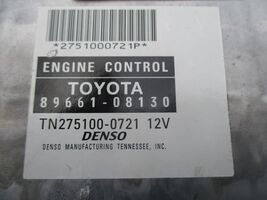 *2751000721P*
ENGINE CONTROL
TOYOTA
89661-08130
TN275100-0721 12V
DENSO
DENSO MANUFACTURING TENNESSEE, INC.